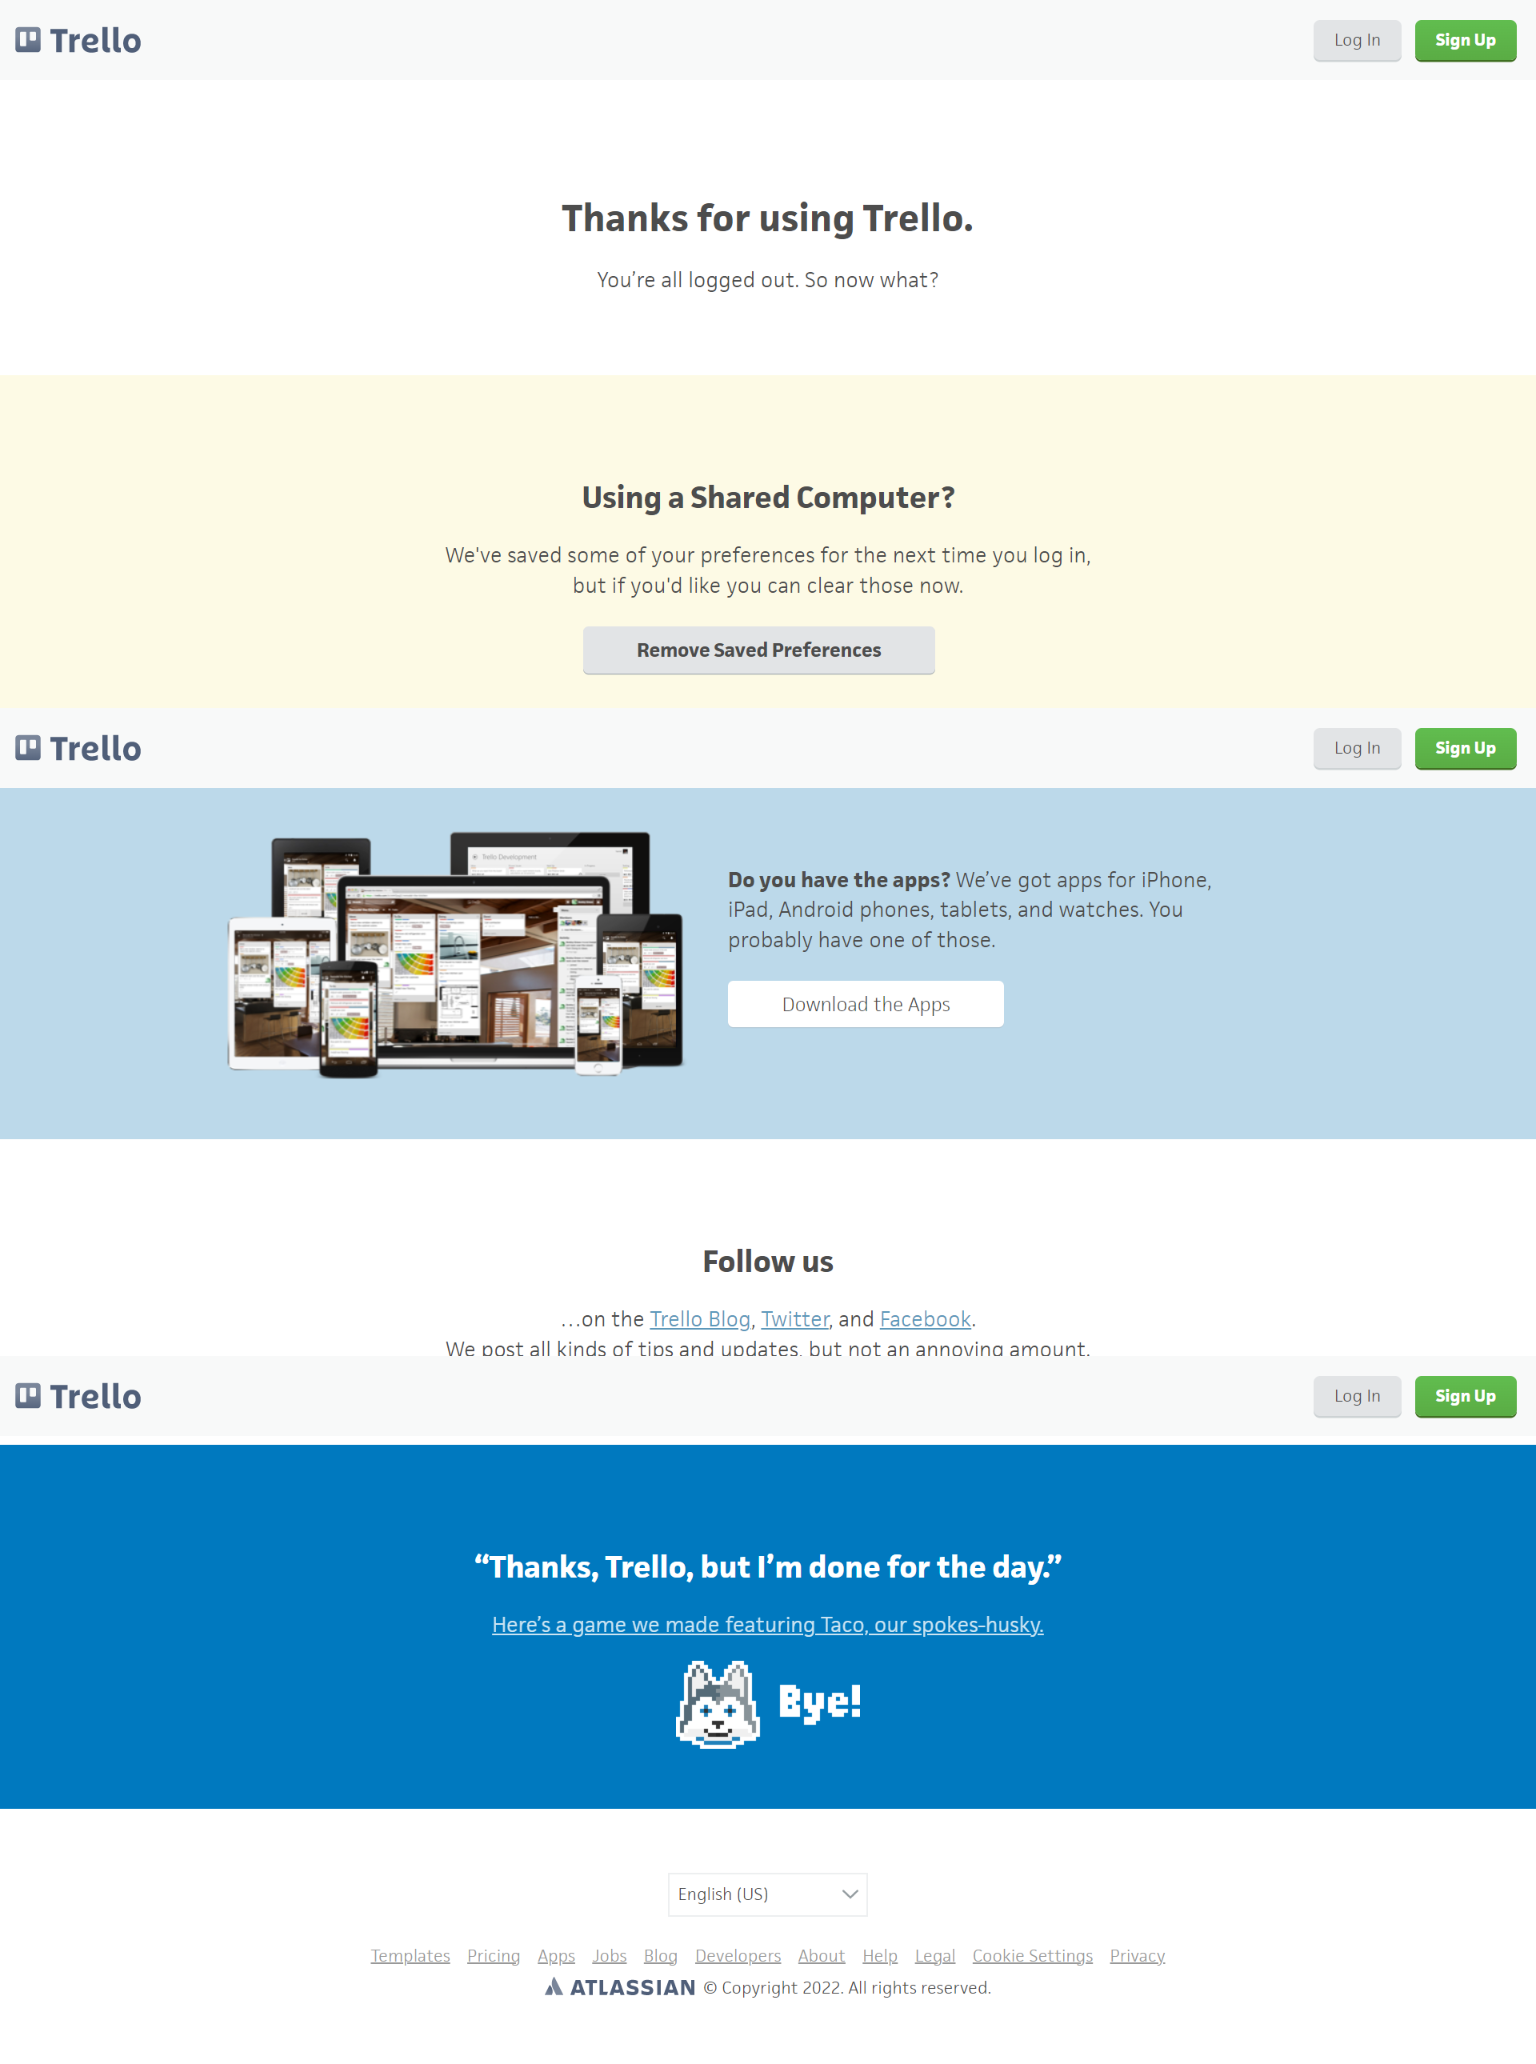 Trello
Log In
Sign Up
Thanks for using Trello.
You’re all logged out. So now what?
Using a Shared Computer?
We've saved some of your preferences for the next time you log in,
but if you'd like you can clear those now.
Remove Saved Preferences
Trello
Log In
Sign Up
Trello Development
Do you have the apps? We’ve got apps for iPhone,
iPad, Android phones, tablets, and watches. You
probably have one of those.
Download the Apps
Follow us
…on the Trello Blog, Twitter, and Facebook.
We post all kinds of tips and updates, but not an annoying amount.
Trello
Log In
Sign Up
“Thanks, Trello, but I’m done for the day.”
Here’s a game we made featuring Taco, our spokes-husky.
Bye!
English (US)
Templates Pricing Apps Jobs Blog Developers About Help Legal Cookie Settings Privacy
ATLASSIAN © Copyright 2022. All rights reserved.